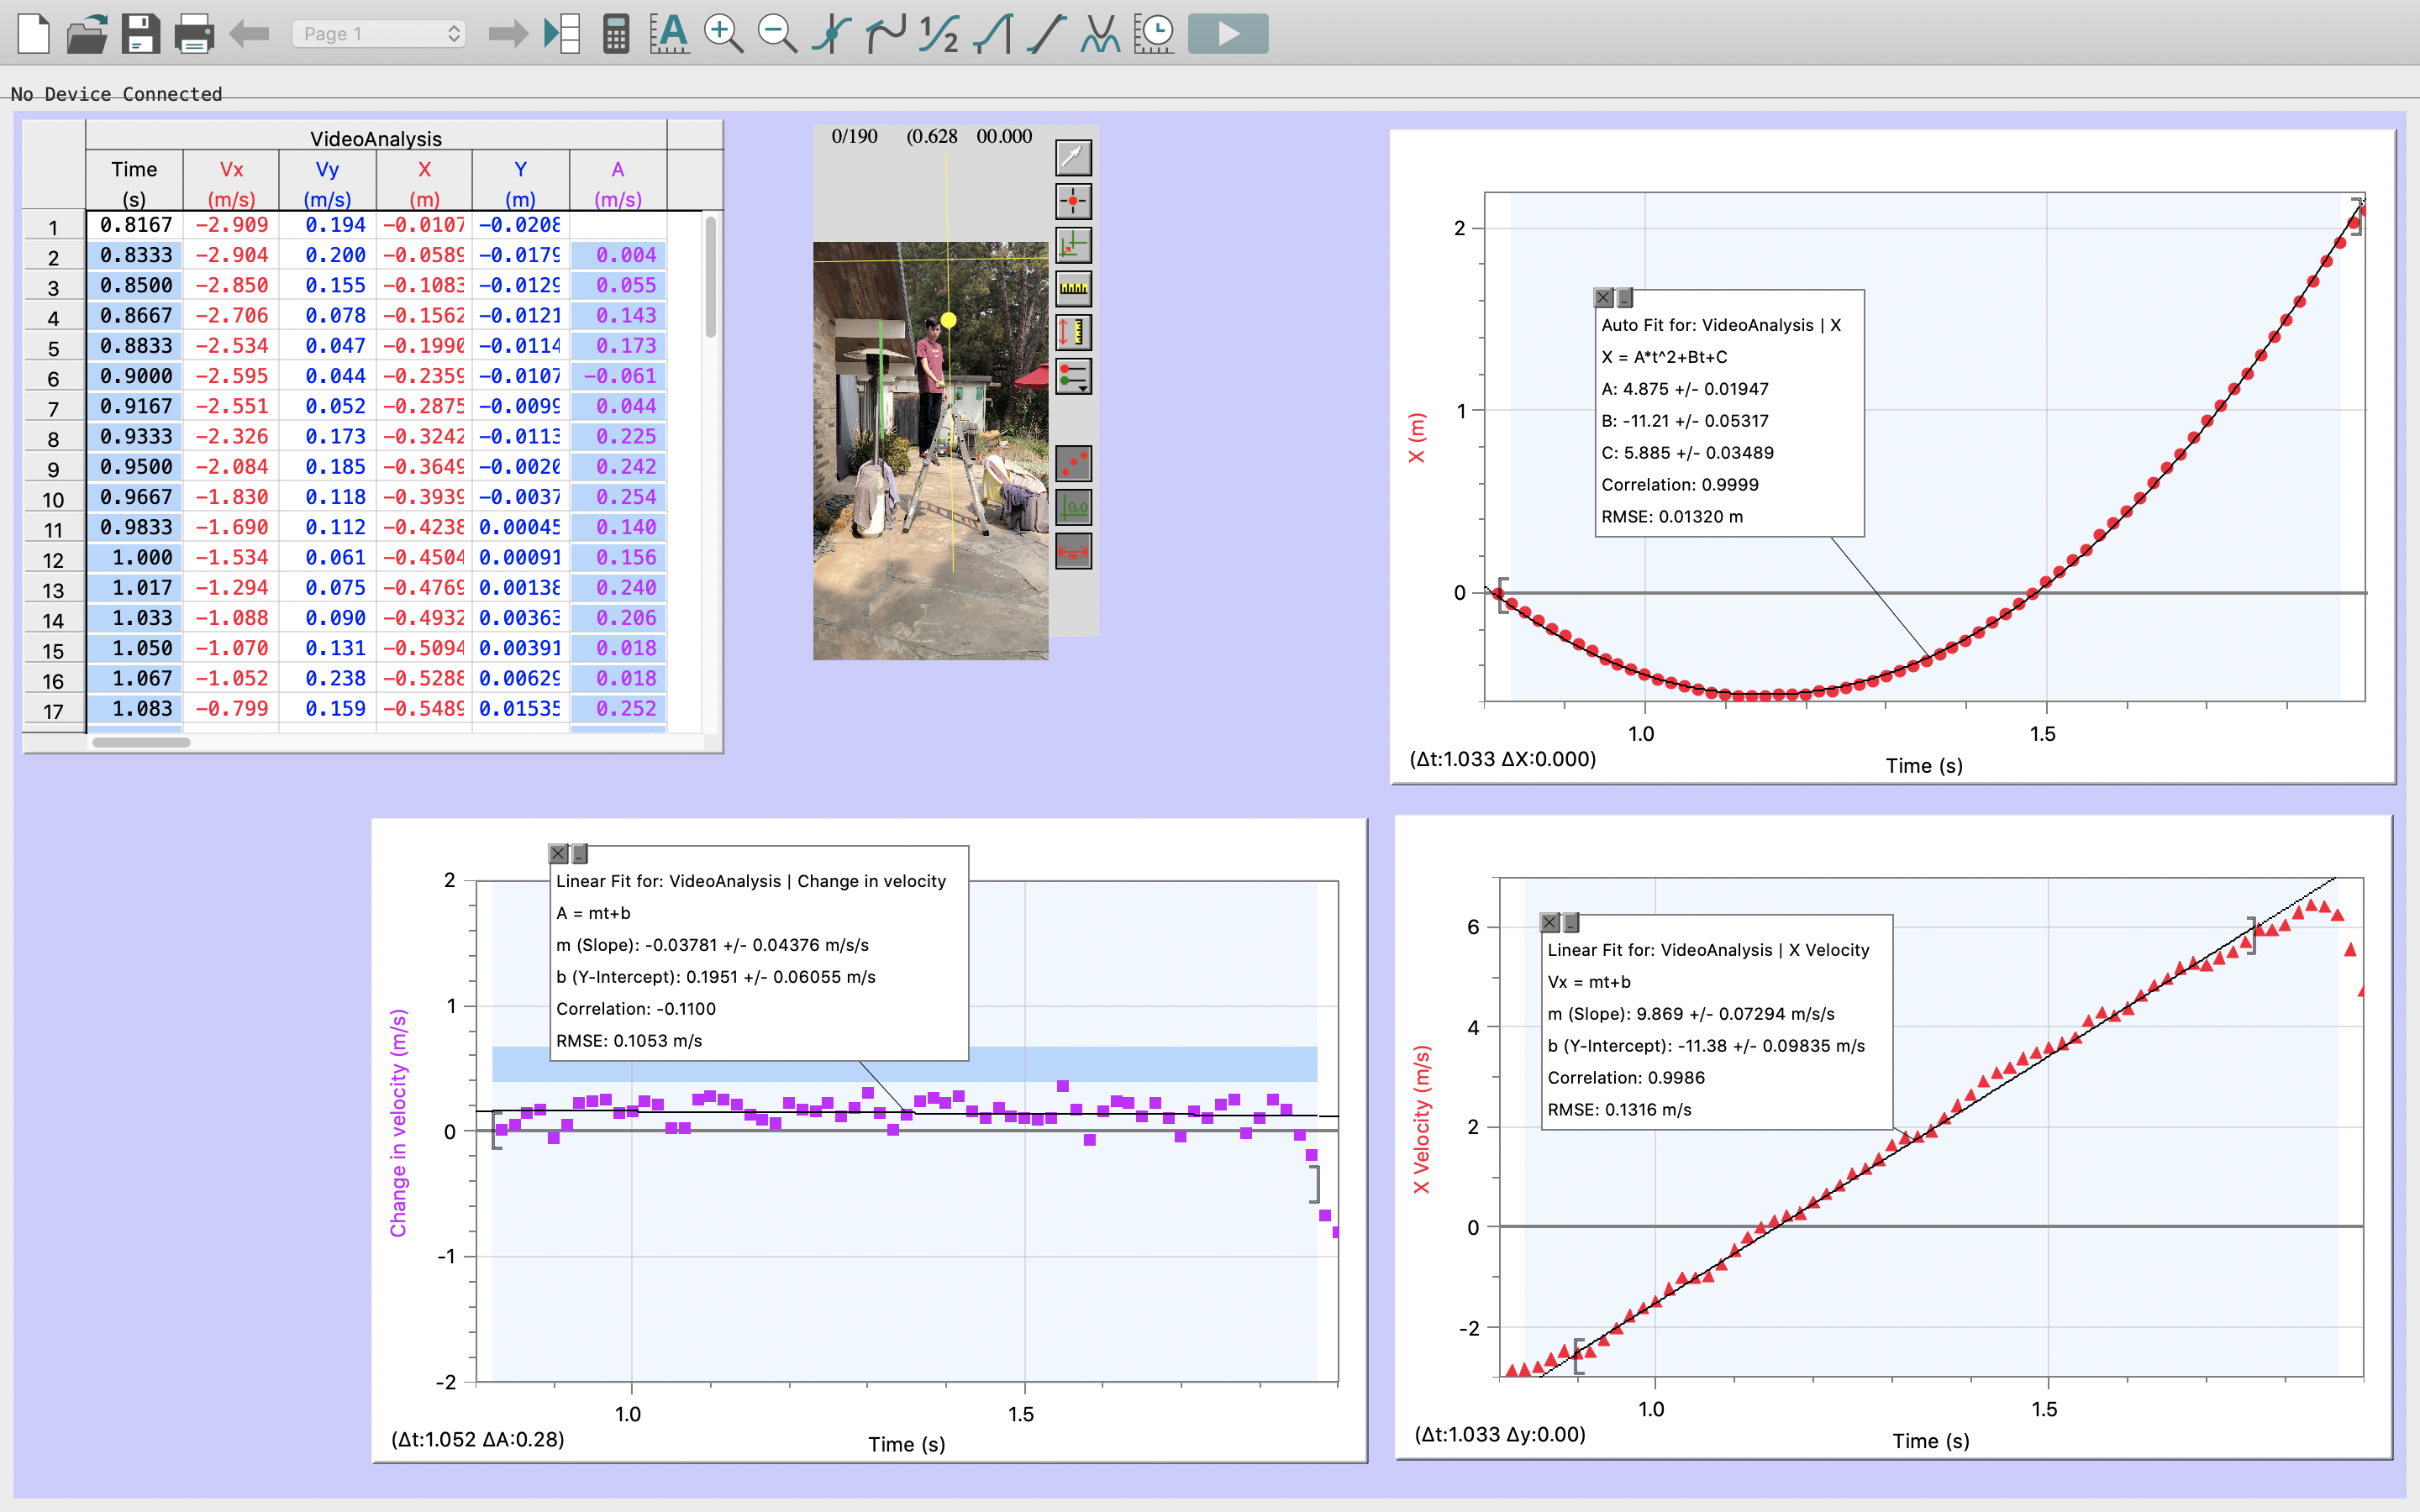 Page 1
No Device Connected
VideoAnalysis
Time Vx Vy X Y A
(s) (m/s) (m/s) (m) (m) (m/s)
1 0.8167 −2.909 0.194 −0.0107 −0.0208
2 0.8333 −2.904 0.200 −0.0589 −0.0179 0.004
3 0.8500 −2.850 0.155 −0.1083 −0.0129 0.055
4 0.8667 −2.706 0.078 −0.1562 −0.0121 0.143
5 0.8833 −2.534 0.047 −0.1990 −0.0114 0.173
6 0.9000 −2.595 0.044 −0.2359 −0.0107 −0.061
7 0.9167 −2.551 0.052 −0.2875 −0.0099 0.044
8 0.9333 −2.326 0.173 −0.3242 −0.0113 0.225
9 0.9500 −2.084 0.185 −0.3649 −0.0020 0.242
10 0.9667 −1.830 0.118 −0.3939 −0.0037 0.254
11 0.9833 −1.690 0.112 −0.4238 0.00045 0.140
12 1.000 −1.534 0.061 −0.4504 0.00091 0.156
13 1.017 −1.294 0.075 −0.4769 0.00138 0.240
14 1.033 −1.088 0.090 −0.4932 0.00363 0.206
15 1.050 −1.070 0.131 −0.5094 0.00391 0.018
16 1.067 −1.052 0.238 −0.5288 0.00629 0.018
17 1.083 −0.799 0.159 −0.5489 0.01535 0.252
0/190 (0.628 00.000
X (m)
2
1
0
Auto Fit for: VideoAnalysis | X
X = A*t^2+Bt+C
A: 4.875 +/- 0.01947
B: -11.21 +/- 0.05317
C: 5.885 +/- 0.03489
Correlation: 0.9999
RMSE: 0.01320 m
1.0 1.5
(Δt:1.033 ΔX:0.000)
Time (s)
Change in velocity (m/s)
2
1
0
-1
-2
Linear Fit for: VideoAnalysis | Change in velocity
A = mt+b
m (Slope): -0.03781 +/- 0.04376 m/s/s
b (Y-Intercept): 0.1951 +/- 0.06055 m/s
Correlation: -0.1100
RMSE: 0.1053 m/s
1.0 1.5
(Δt:1.052 ΔA:0.28)
Time (s)
X Velocity (m/s)
6
4
2
0
-2
Linear Fit for: VideoAnalysis | X Velocity
Vx = mt+b
m (Slope): 9.869 +/- 0.07294 m/s/s
b (Y-Intercept): -11.38 +/- 0.09835 m/s
Correlation: 0.9986
RMSE: 0.1316 m/s
1.0 1.5
(Δt:1.033 Δy:0.00)
Time (s)